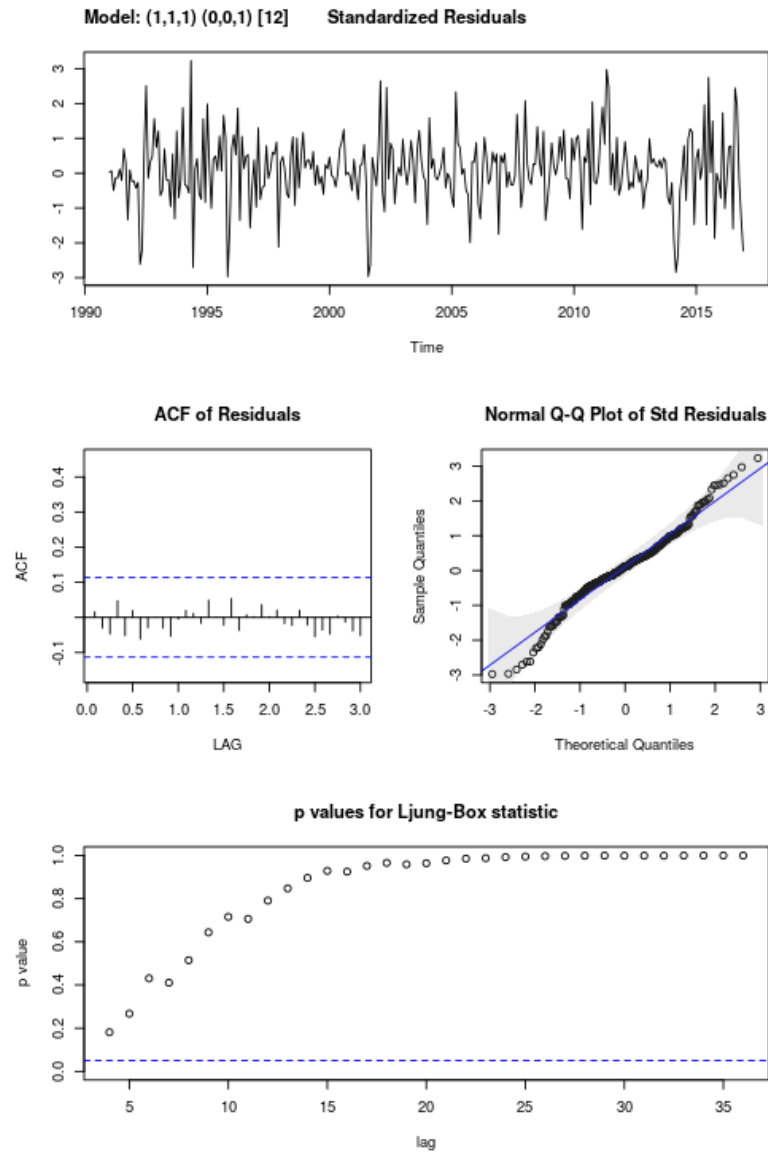 Model: (1,1,1) (0,0,1) [12] Standardized Residuals
3
2
1
0
-1
-2
-3
1990 1995 2000 2005 2010 2015
Time
ACF of Residuals
ACF
0.4
0.3
0.2
0.1
-0.1
0.0 0.5 1.0 1.5 2.0 2.5 3.0
LAG
Normal Q-Q Plot of Std Residuals
Sample Quantiles
3
2
1
0
-1
-2
-3
-3 -2 -1 0 1 2 3
Theoretical Quantiles
p values for Ljung-Box statistic
p value
1.0
0.8
0.6
0.4
0.2
0.0
5 10 15 20 25 30 35
lag